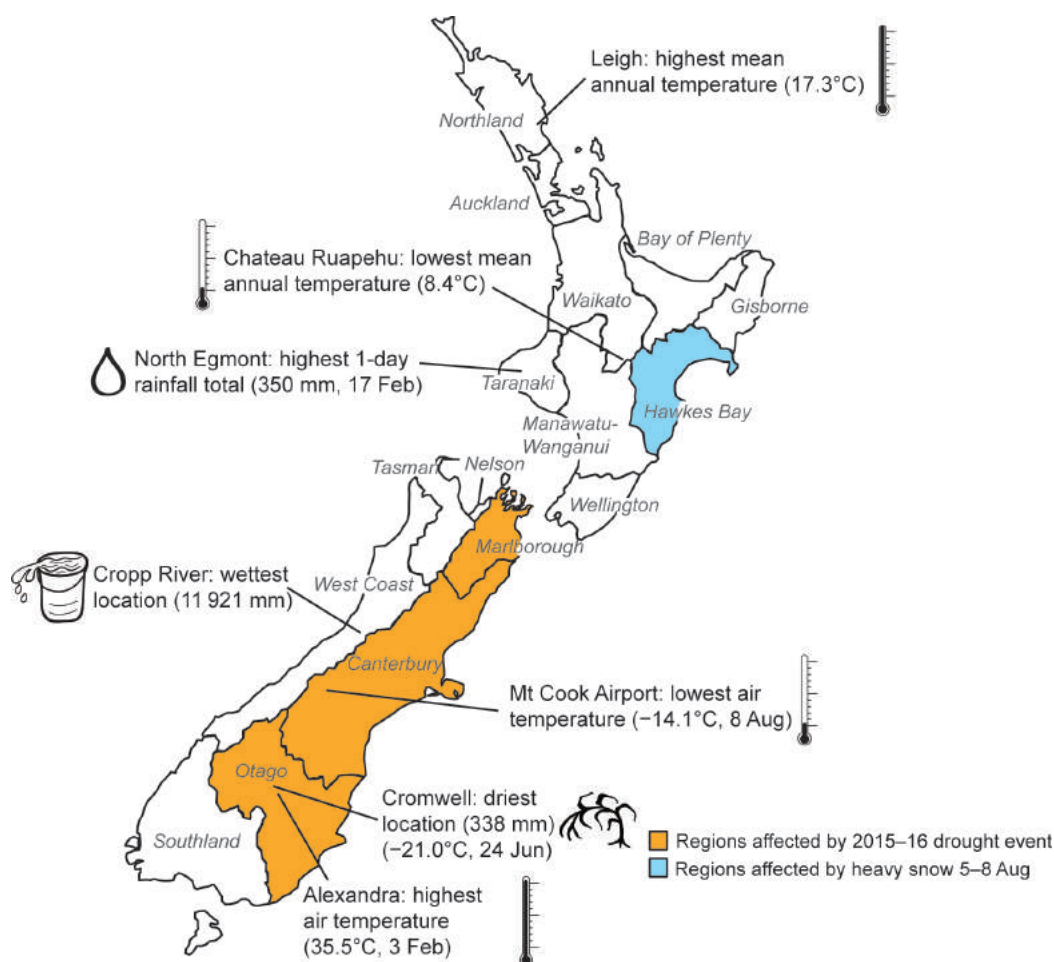 Leigh: highest mean
annual temperature (17.3°C)
Northland
Auckland
Bay of Plenty
Chateau Ruapehu: lowest mean
annual temperature (8.4°C)
Waikato
Gisborne
North Egmont: highest 1-day
rainfall total (350 mm, 17 Feb)
Taranaki
Hawkes Bay
Manawatu-
Wanganui
Tasman
Nelson
Wellington
Marlborough
Cropp River: wettest
location (11 921 mm)
West Coast
Canterbury
Mt Cook Airport: lowest air
temperature (−14.1°C, 8 Aug)
Otago
Cromwell: driest
location (338 mm)
(−21.0°C, 24 Jun)
Southland
Regions affected by 2015–16 drought event
Regions affected by heavy snow 5–8 Aug
Alexandra: highest
air temperature
(35.5°C, 3 Feb)